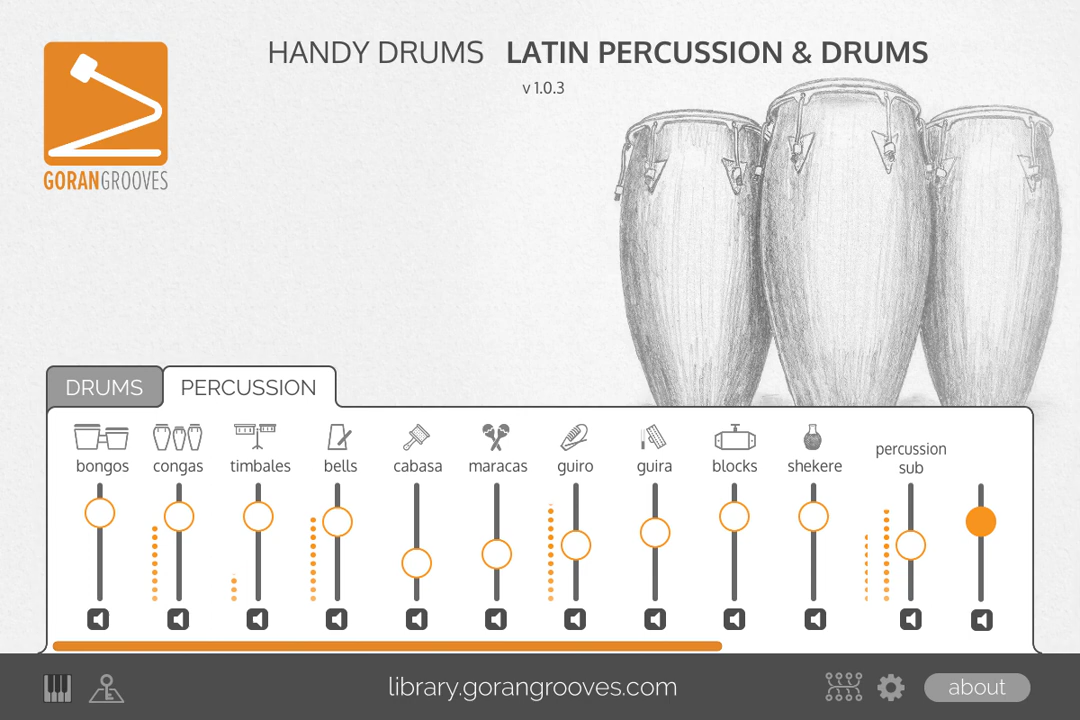 HANDY DRUMS LATIN PERCUSSION & DRUMS
v 1.0.3
GORANGROOVES
DRUMS PERCUSSION
bongos congas timbales bells cabasa maracas guiro guira blocks shekere percussion sub
library.gorangrooves.com about